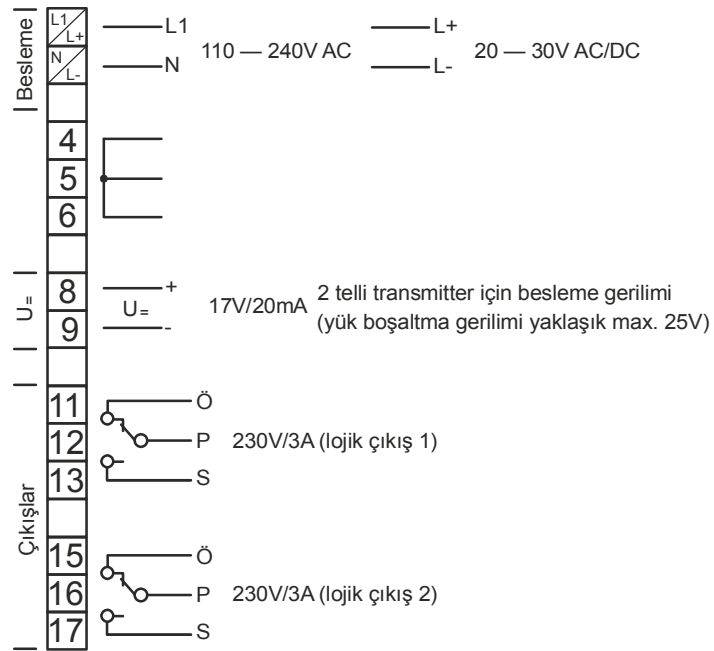 Besleme
L1/L+ L1 110 — 240V AC L+ 20 — 30V AC/DC
N/L- N L-
4
5
6
U=
8 + U= 17V/20mA 2 telli transmitter için besleme gerilimi
9 - (yük boşaltma gerilimi yaklaşık max. 25V)
Çıkışlar
11 Ö
12 P 230V/3A (lojik çıkış 1)
13 S
15 Ö
16 P 230V/3A (lojik çıkış 2)
17 S